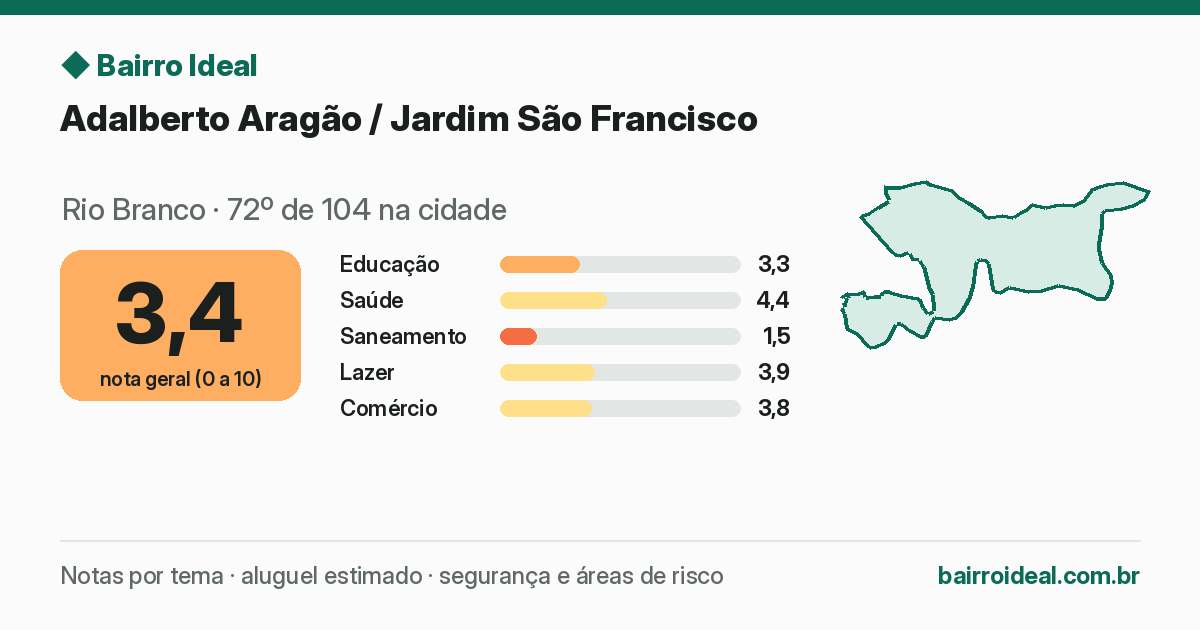 Bairro Ideal
Adalberto Aragão / Jardim São Francisco
Rio Branco · 72º de 104 na cidade
3,4
nota geral (0 a 10)
Educação 3,3
Saúde 4,4
Saneamento 1,5
Lazer 3,9
Comércio 3,8
Notas por tema · aluguel estimado · segurança e áreas de risco
bairroideal.com.br